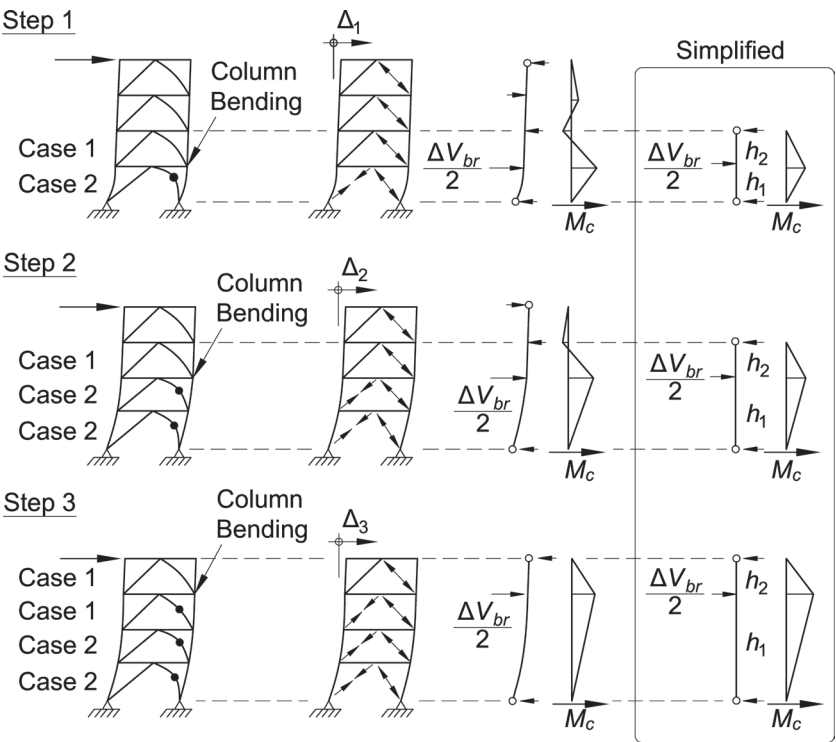 Step 1
Δ1
Simplified
Column
Bending
Case 1
Case 2
ΔVbr
2
Mc
ΔVbr
2
h2
h1
Mc
Step 2
Δ2
Column
Bending
Case 1
Case 2
Case 2
ΔVbr
2
Mc
ΔVbr
2
h2
h1
Mc
Step 3
Δ3
Column
Bending
Case 1
Case 1
Case 2
Case 2
ΔVbr
2
Mc
ΔVbr
2
h2
h1
Mc